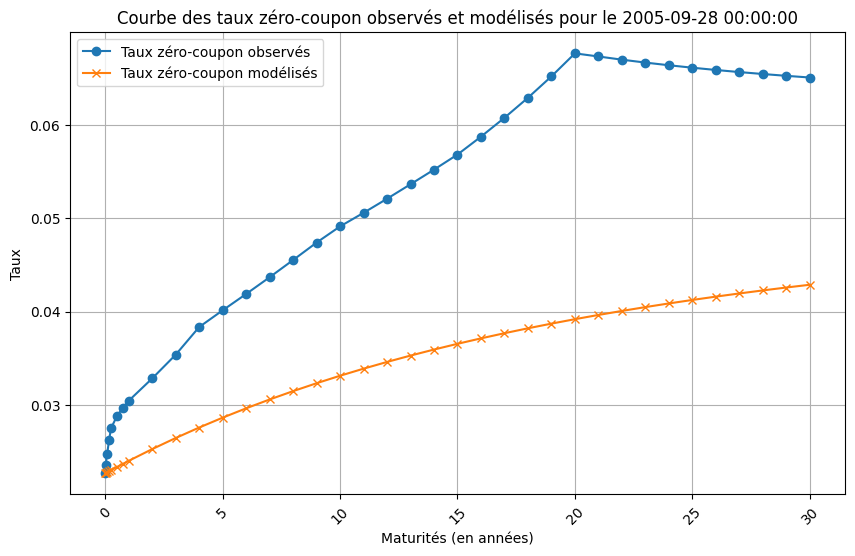 Courbe des taux zéro-coupon observés et modélisés pour le 2005-09-28 00:00:00
Taux zéro-coupon observés
Taux zéro-coupon modélisés
0.06
0.05
0.04
0.03
Taux
0
5
10
15
20
25
30
Maturités (en années)